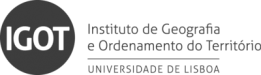 IGOT
Instituto de Geografia
e Ordenamento do Território
UNIVERSIDADE DE LISBOA